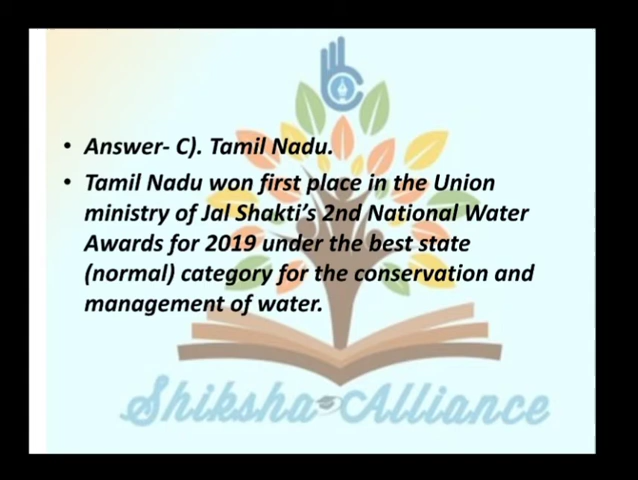 • Answer- C). Tamil Nadu.
• Tamil Nadu won first place in the Union
ministry of Jal Shakti's 2nd National Water
Awards for 2019 under the best state
(normal) category for the conservation and
management of water.
Shiksha Alliance